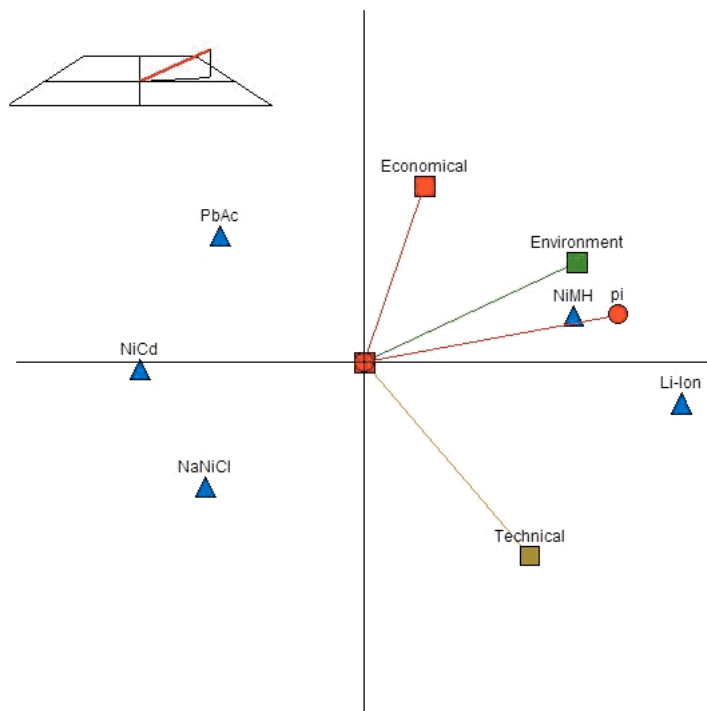 Economical
PbAc
Environment
NiMH
pi
NiCd
Li-Ion
NaNiCl
Technical